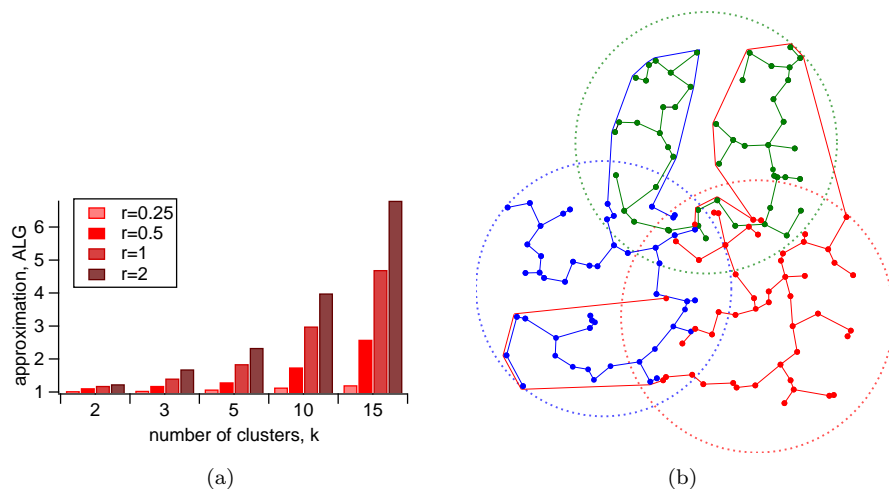 approximation, ALG
6
5
4
3
2
1
r=0.25
r=0.5
r=1
r=2
2 3 5 10 15
number of clusters, k
(a) (b)